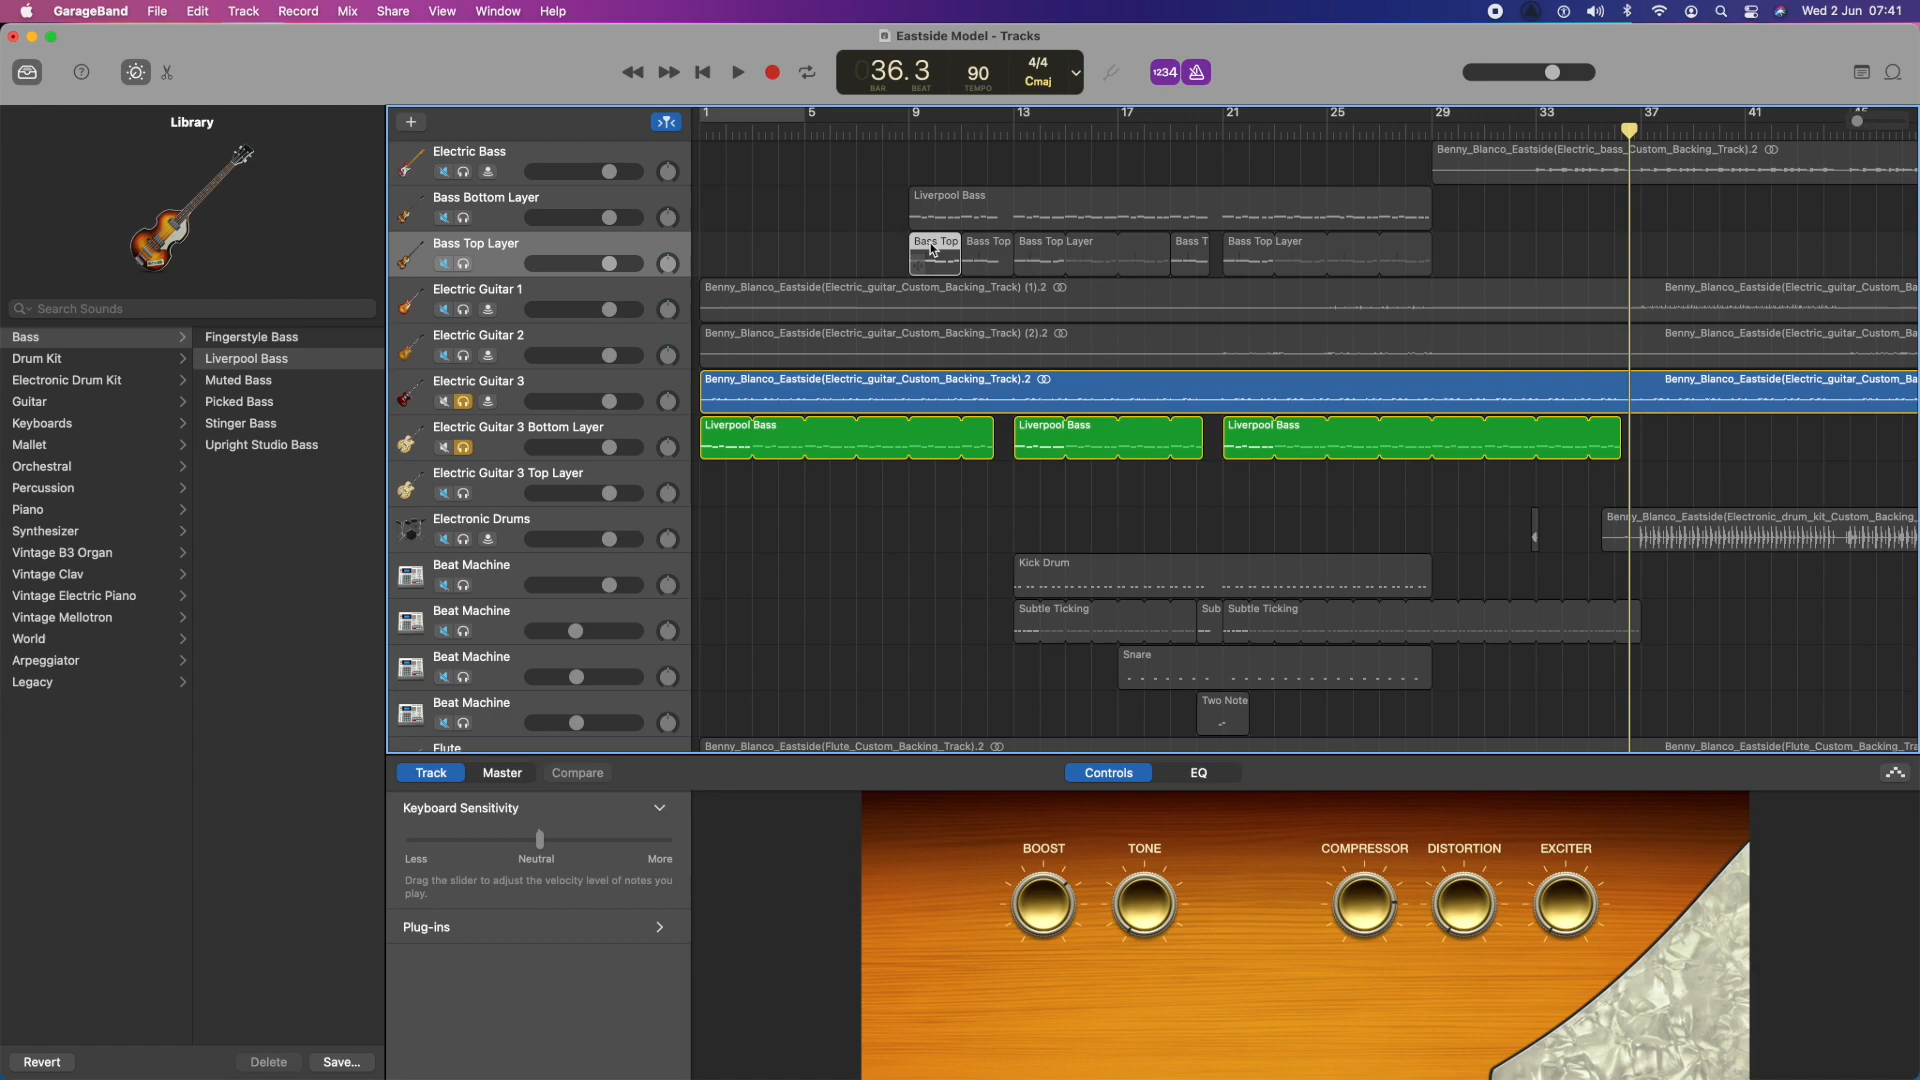 GarageBand File Edit Track Record Mix Share View Window Help
Wed 2 Jun 07:41
Eastside Model - Tracks
036.3
BAR BEAT
90
TEMPO
4/4
Cmaj
1234
Library
Search Sounds
Bass
Drum Kit
Electronic Drum Kit
Guitar
Keyboards
Mallet
Orchestral
Percussion
Piano
Synthesizer
Vintage B3 Organ
Vintage Clav
Vintage Electric Piano
Vintage Mellotron
World
Arpeggiator
Legacy
Fingerstyle Bass
Liverpool Bass
Muted Bass
Picked Bass
Stinger Bass
Upright Studio Bass
Revert
Delete
Save...
1 5 9 13 17 21 25 29 33 37 41 45
Electric Bass
Benny_Blanco_Eastside(Electric_bass_Custom_Backing_Track).2
Bass Bottom Layer
Liverpool Bass
Bass Top Layer
Bass Top
Bass Top
Bass Top Layer
Bass T
Bass Top Layer
Electric Guitar 1
Benny_Blanco_Eastside(Electric_guitar_Custom_Backing_Track) (1).2
Benny_Blanco_Eastside(Electric_guitar_Custom_Ba
Electric Guitar 2
Benny_Blanco_Eastside(Electric_guitar_Custom_Backing_Track) (2).2
Benny_Blanco_Eastside(Electric_guitar_Custom_Ba
Electric Guitar 3
Benny_Blanco_Eastside(Electric_guitar_Custom_Backing_Track).2
Benny_Blanco_Eastside(Electric_guitar_Custom_Ba
Electric Guitar 3 Bottom Layer
Liverpool Bass
Liverpool Bass
Liverpool Bass
Electric Guitar 3 Top Layer
Electronic Drums
Benny_Blanco_Eastside(Electronic_drum_kit_Custom_Backing_
Beat Machine
Kick Drum
Beat Machine
Subtle Ticking
Sub
Subtle Ticking
Beat Machine
Snare
Beat Machine
Two Note
Flute
Benny_Blanco_Eastside(Flute_Custom_Backing_Track).2
Benny_Blanco_Eastside(Flute_Custom_Backing_Tra
Track
Master
Compare
Controls
EQ
Keyboard Sensitivity
Less
Neutral
More
Drag the slider to adjust the velocity level of notes you
play.
Plug-ins
BOOST
TONE
COMPRESSOR
DISTORTION
EXCITER